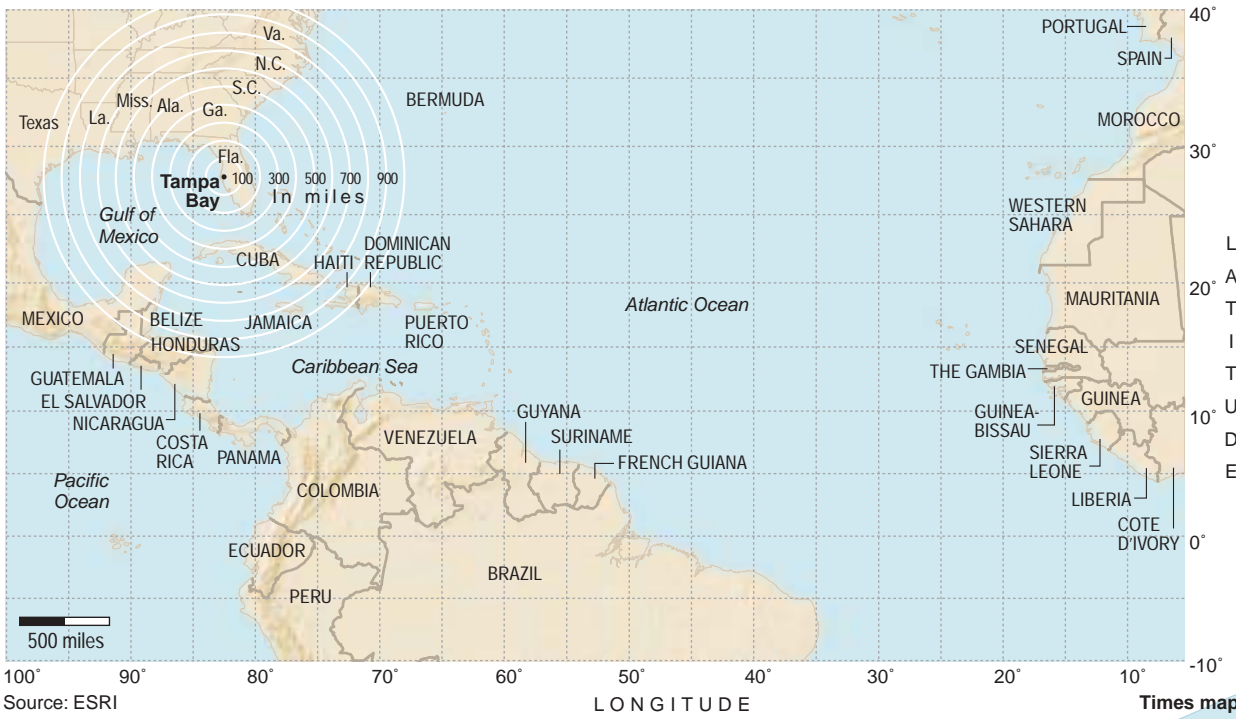 40˚
PORTUGAL
Va.
SPAIN
N.C.
S.C.
BERMUDA
Miss.
Ala.
Ga.
La.
Texas
MOROCCO
30˚
Fla.
Tampa
Bay
100 300 500 700 900
In miles
WESTERN
SAHARA
Gulf of
Mexico
DOMINICAN
REPUBLIC
CUBA
HAITI
LATITUDE
20˚
MAURITANIA
Atlantic Ocean
MEXICO
BELIZE
JAMAICA
PUERTO
RICO
HONDURAS
SENEGAL
Caribbean Sea
THE GAMBIA
GUATEMALA
EL SALVADOR
NICARAGUA
GUINEA
10˚
GUINEA-
BISSAU
GUYANA
SURINAME
COSTA
RICA
PANAMA
VENEZUELA
FRENCH GUIANA
SIERRA
LEONE
Pacific
Ocean
COLOMBIA
LIBERIA
COTE
D'IVORY
0˚
ECUADOR
BRAZIL
PERU
500 miles
-10˚
100˚ 90˚ 80˚ 70˚ 60˚ 50˚ 40˚ 30˚ 20˚ 10˚
Source: ESRI
LONGITUDE
Times map